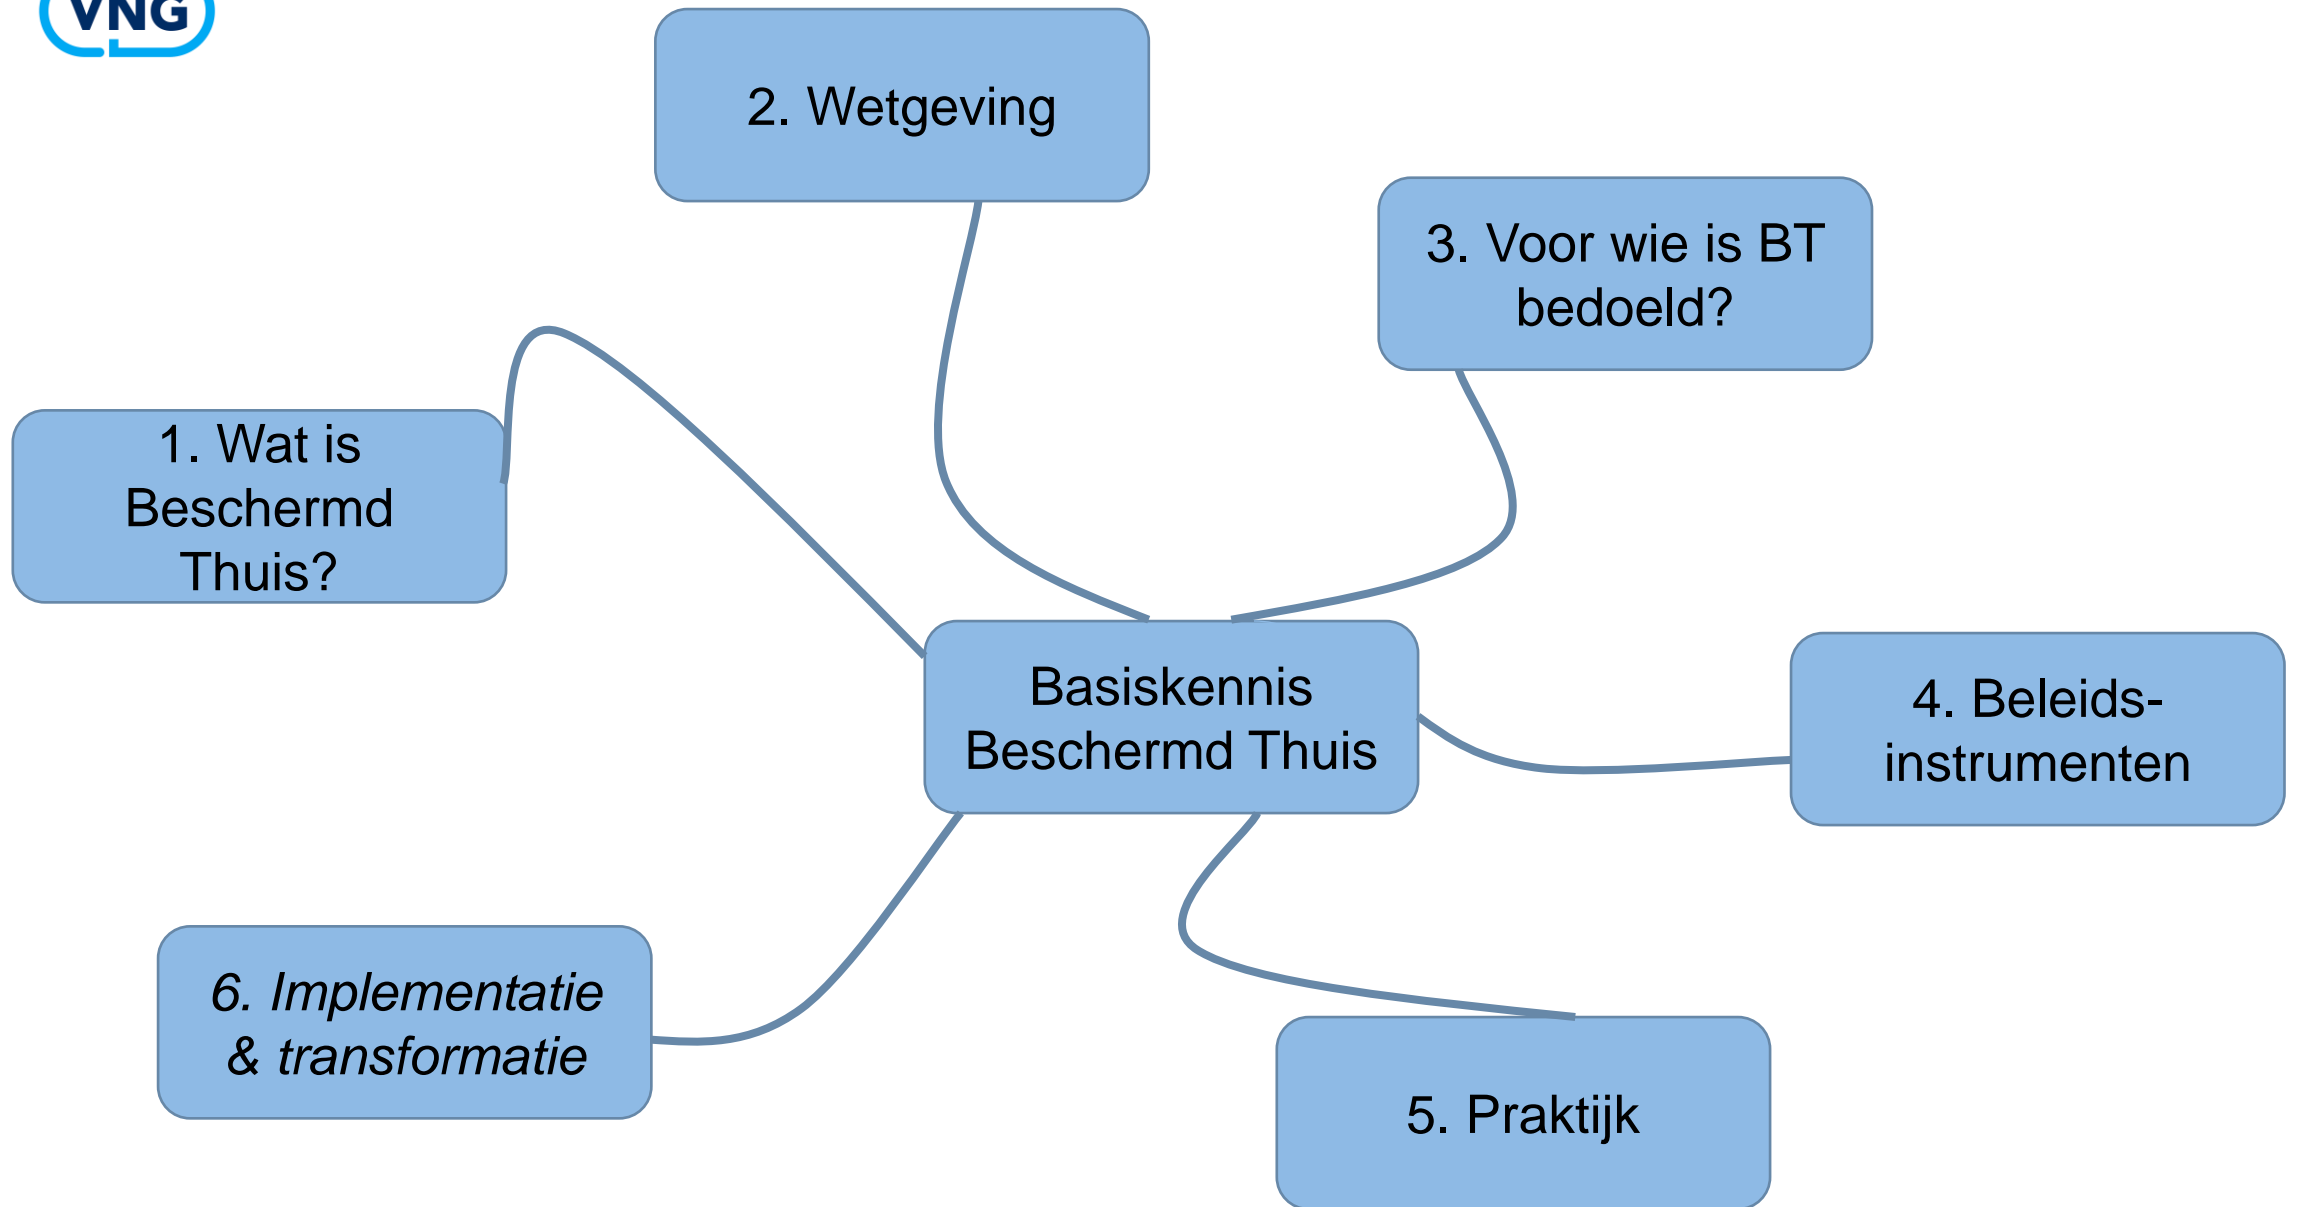 VNG
2. Wetgeving
3. Voor wie is BT
bedoeld?
1. Wat is
Beschermd
Thuis?
Basiskennis
Beschermd Thuis
4. Beleids-
instrumenten
6. Implementatie
& transformatie
5. Praktijk